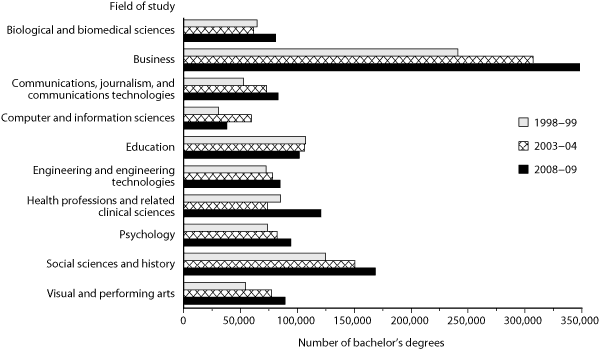 Field of study
Biological and biomedical sciences
Business
Communications, journalism, and
communications technologies
Computer and information sciences
Education
Engineering and engineering
technologies
Health professions and related
clinical sciences
Psychology
Social sciences and history
Visual and performing arts
1998–99
2003–04
2008–09
0 50,000 100,000 150,000 200,000 250,000 300,000 350,000
Number of bachelor's degrees